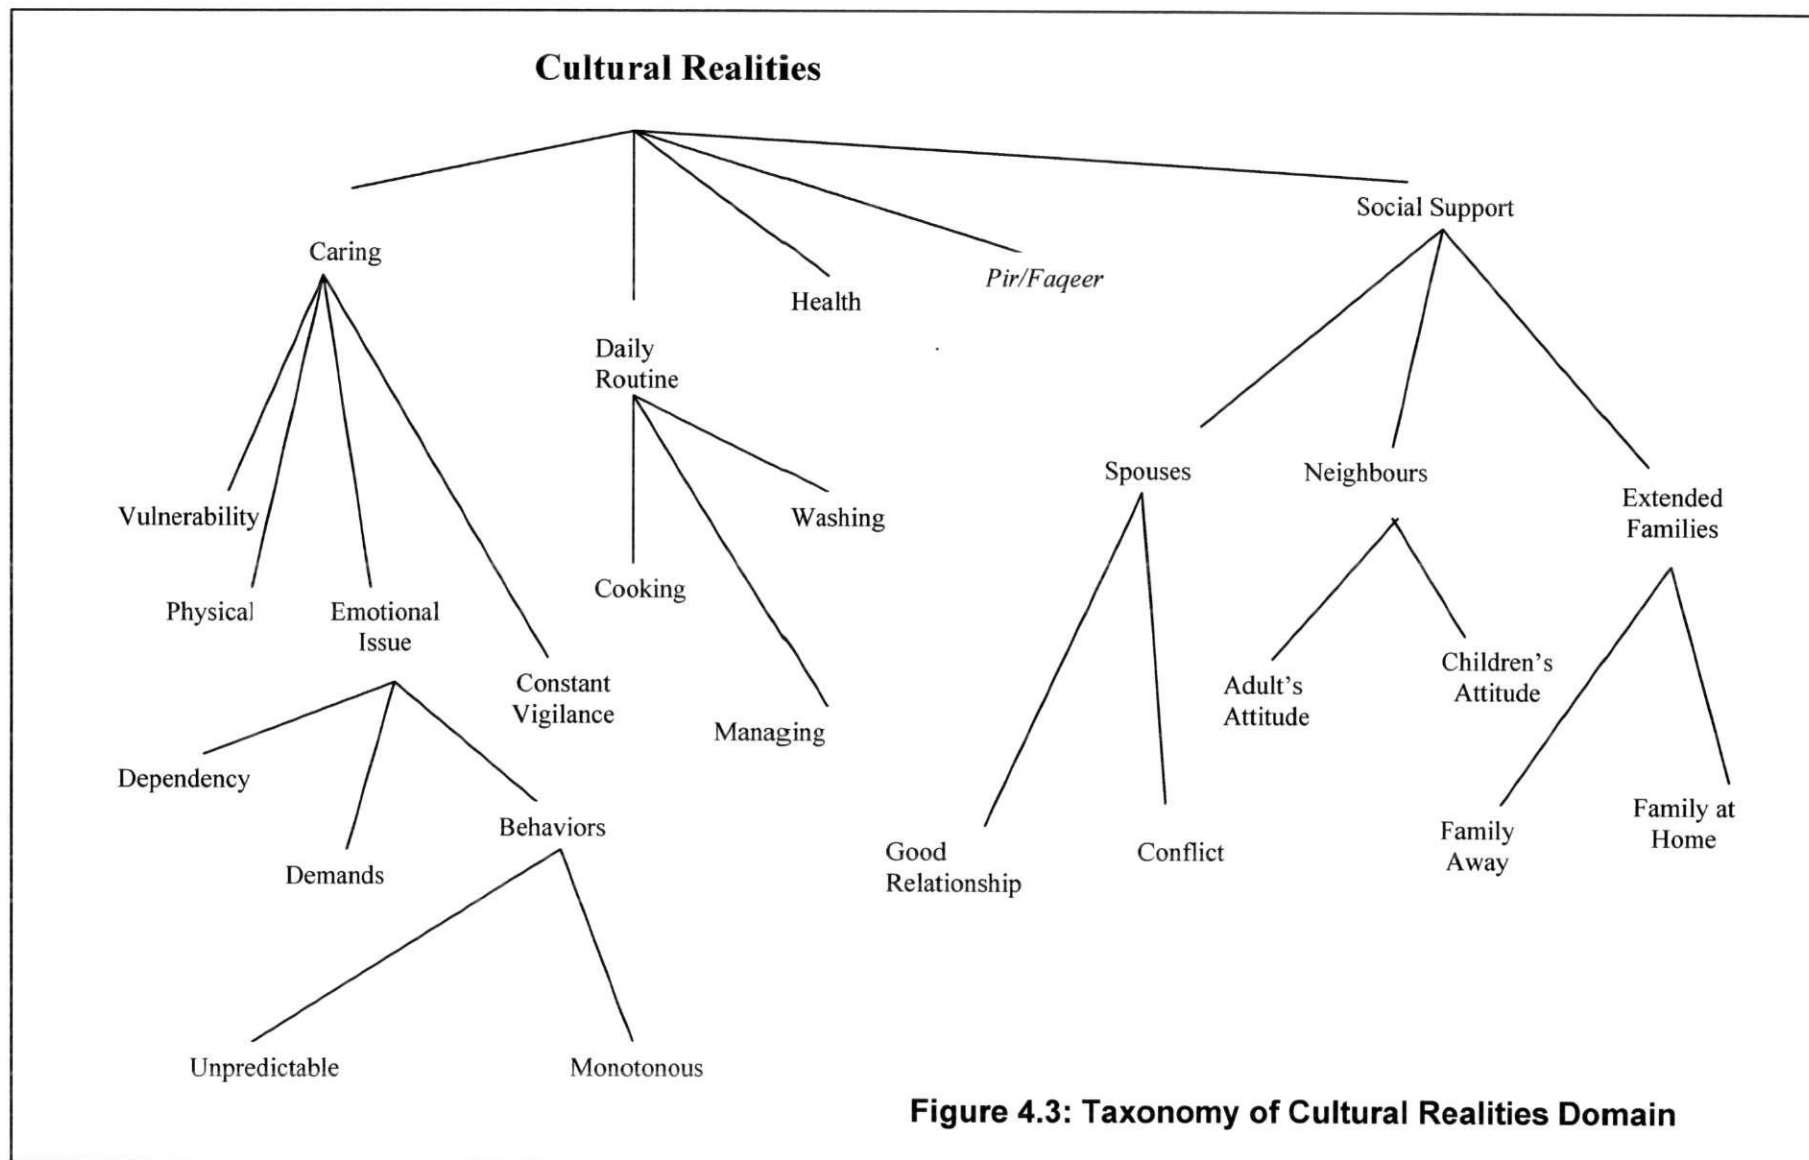 Cultural Realities
Social Support
Caring
Pir/Faqeer
Health
Daily
Routine
Spouses
Neighbours
Extended
Families
Vulnerability
Washing
Cooking
Physical
Emotional
Issue
Constant
Vigilance
Managing
Adult's
Attitude
Children's
Attitude
Dependency
Demands
Behaviors
Good
Relationship
Conflict
Family
Away
Family at
Home
Unpredictable
Monotonous
Figure 4.3: Taxonomy of Cultural Realities Domain